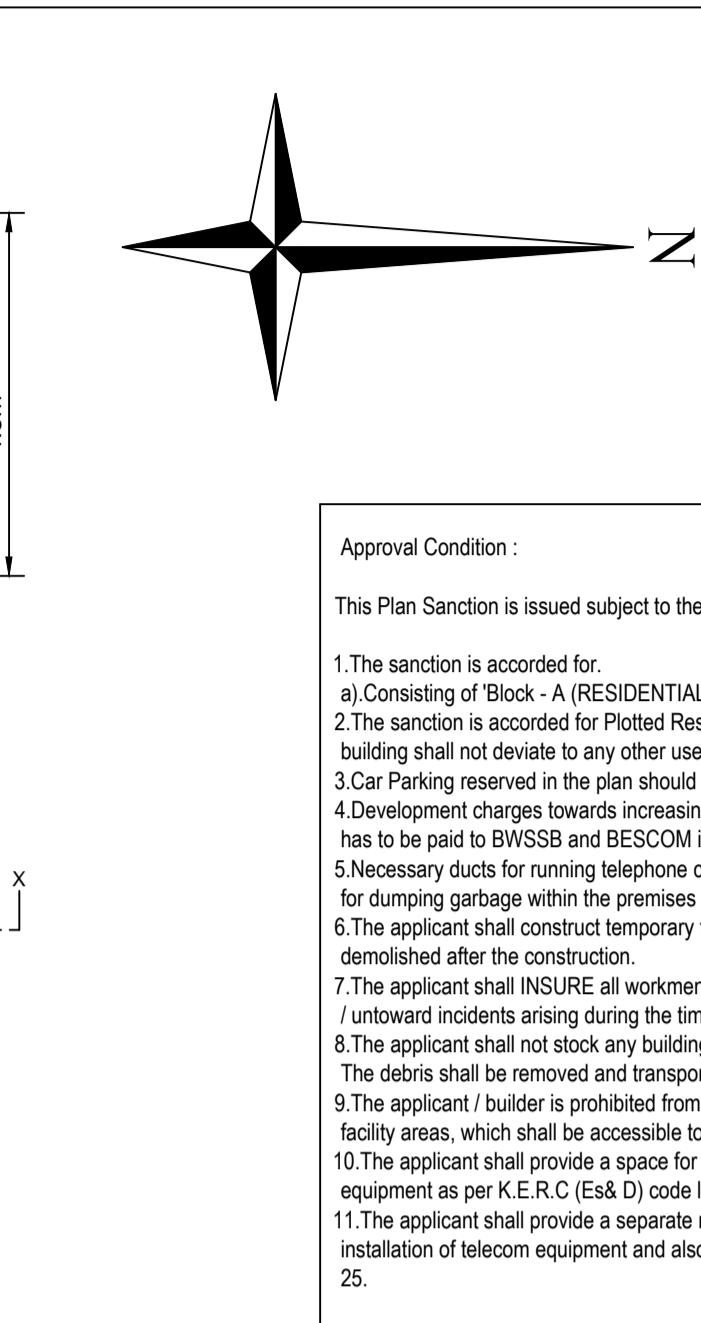 N
Approval Condition :
This Plan Sanction is issued subject to the
1.The sanction is accorded for.
a).Consisting of 'Block - A (RESIDENTIAL
2.The sanction is accorded for Plotted Res
building shall not deviate to any other use
3.Car Parking reserved in the plan should
4.Development charges towards increasin
has to be paid to BWSSB and BESCOM i
5.Necessary ducts for running telephone c
for dumping garbage within the premises
6.The applicant shall construct temporary
demolished after the construction.
7.The applicant shall INSURE all workmen
/ untoward incidents arising during the tim
8.The applicant shall not stock any building
The debris shall be removed and transpor
9.The applicant / builder is prohibited from
facility areas, which shall be accessible to
10.The applicant shall provide a space for
equipment as per K.E.R.C (Es& D) code l
11.The applicant shall provide a separate
installation of telecom equipment and also
25.
X